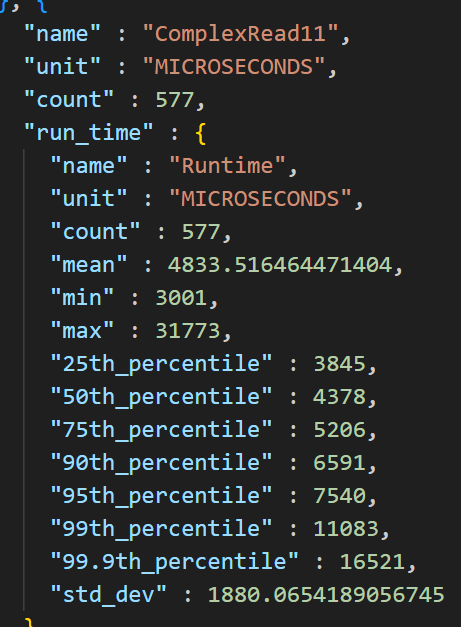 }, {
"name" : "ComplexRead11",
"unit" : "MICROSECONDS",
"count" : 577,
"run_time" : {
"name" : "Runtime",
"unit" : "MICROSECONDS",
"count" : 577,
"mean" : 4833.516464471404,
"min" : 3001,
"max" : 31773,
"25th_percentile" : 3845,
"50th_percentile" : 4378,
"75th_percentile" : 5206,
"90th_percentile" : 6591,
"95th_percentile" : 7540,
"99th_percentile" : 11083,
"99.9th_percentile" : 16521,
"std_dev" : 1880.0654189056745
}